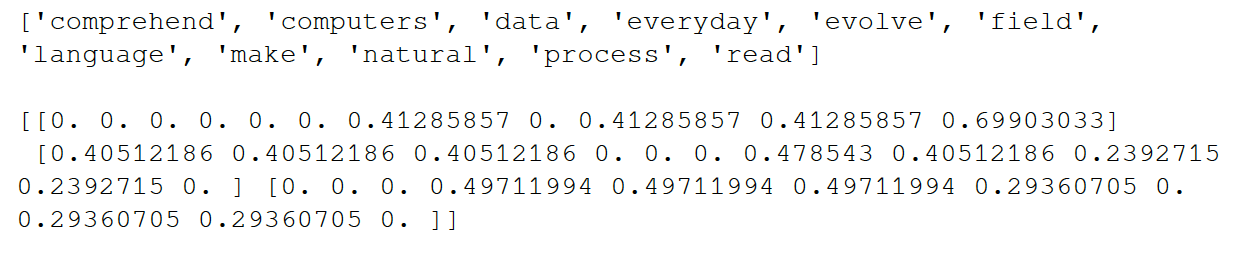 ['comprehend', 'computers', 'data', 'everyday', 'evolve', 'field',
'language', 'make', 'natural', 'process', 'read']
[[0. 0. 0. 0. 0. 0. 0.41285857 0. 0.41285857 0.41285857 0.69903033]
[0.40512186 0.40512186 0.40512186 0. 0. 0. 0.478543 0.40512186 0.2392715
0.2392715 0. ] [0. 0. 0. 0.49711994 0.49711994 0.49711994 0.29360705 0.
0.29360705 0.29360705 0. ]]